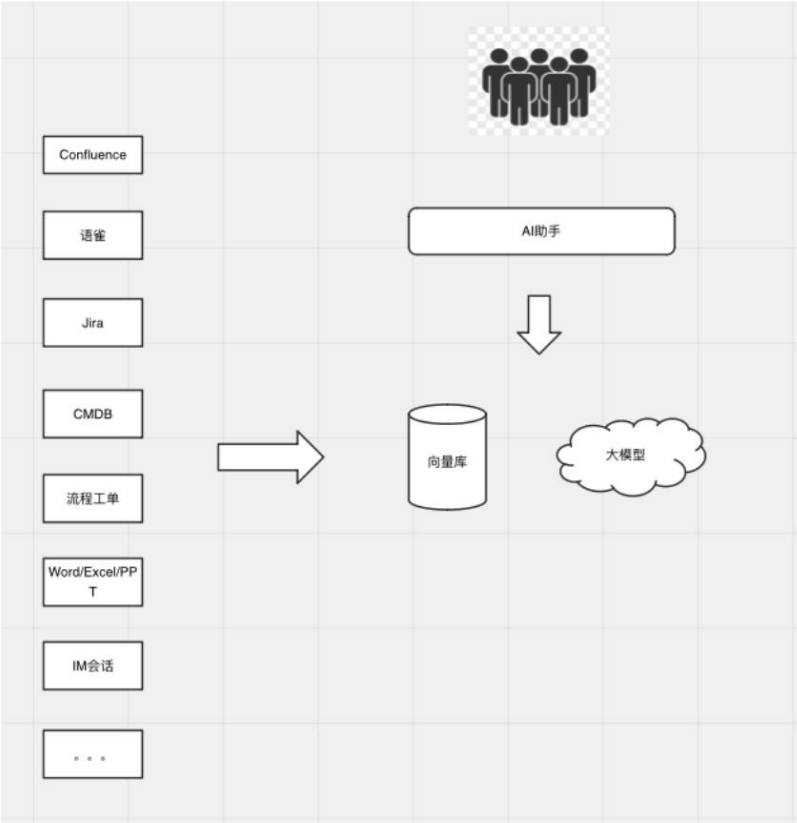 Confluence
语雀
AI助手
Jira
CMDB
向量库
大模型
流程工单
Word/Excel/PP
T
IM会话
。。。